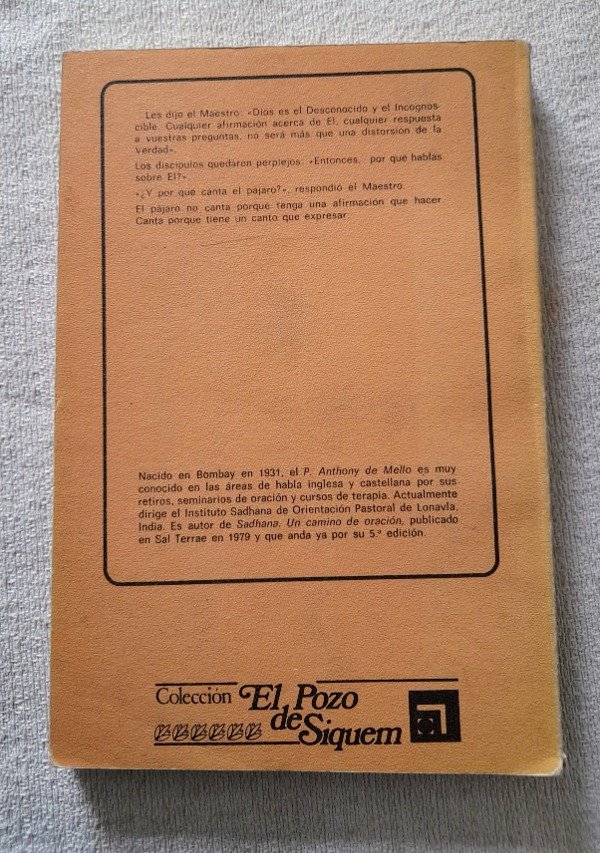 Les dijo el Maestro: «Dios es el Desconocido y el Incognos-
cible. Cualquier afirmación acerca de El, cualquier respuesta
a vuestras preguntas, no será más que una distorsión de la
verdad».
Los discípulos quedaron perplejos: «Entonces, por qué hablas
sobre El?».
«¿Y por qué canta el pájaro?», respondió el Maestro.
El pájaro no canta porque tenga una afirmación que hacer.
Canta porque tiene un canto que expresar.
Nacido en Bombay en 1931, el P. Anthony de Mello es muy
conocido en las áreas de habla inglesa y castellana por sus
retiros, seminarios de oración y cursos de terapia. Actualmente
dirige el Instituto Sadhana de Orientación Pastoral de Lonavla,
India. Es autor de Sadhana, Un camino de oración, publicado
en Sal Terrae en 1979 y que anda ya por su 5.ª edición.
Colección El Pozo
de Siquem